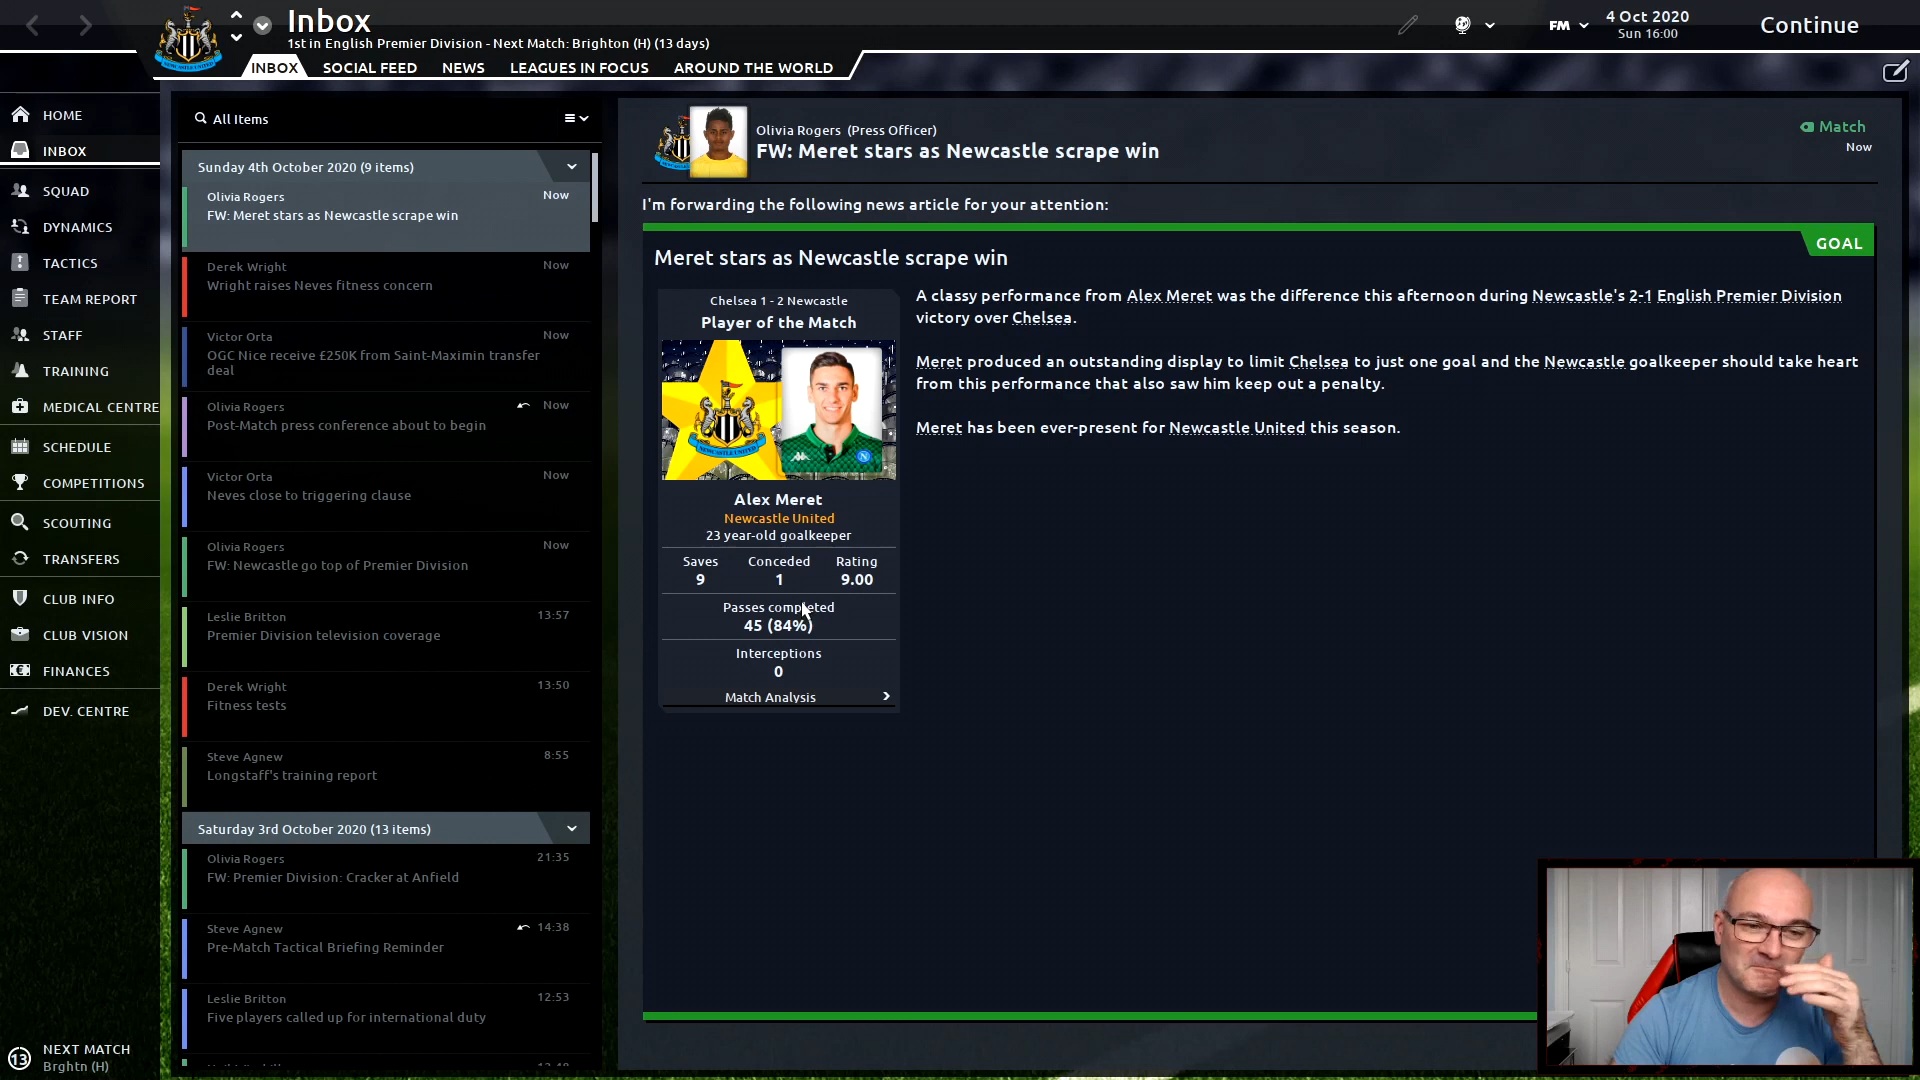 Inbox
1st in English Premier Division - Next Match: Brighton (H) (13 days)
FM
4 Oct 2020
Sun 16:00
Continue
INBOX
SOCIAL FEED
NEWS
LEAGUES IN FOCUS
AROUND THE WORLD
HOME
INBOX
SQUAD
DYNAMICS
TACTICS
TEAM REPORT
STAFF
TRAINING
MEDICAL CENTRE
SCHEDULE
COMPETITIONS
SCOUTING
TRANSFERS
CLUB INFO
CLUB VISION
FINANCES
DEV. CENTRE
13
NEXT MATCH
Brghtn (H)
All Items
Sunday 4th October 2020 (9 items)
Olivia Rogers
Now
FW: Meret stars as Newcastle scrape win
Derek Wright
Now
Wright raises Neves fitness concern
Victor Orta
Now
OGC Nice receive £250K from Saint-Maximin transfer
deal
Olivia Rogers
Now
Post-Match press conference about to begin
Victor Orta
Now
Neves close to triggering clause
Olivia Rogers
Now
FW: Newcastle go top of Premier Division
Leslie Britton
13:57
Premier Division television coverage
Derek Wright
13:50
Fitness tests
Steve Agnew
8:55
Longstaff's training report
Saturday 3rd October 2020 (13 items)
Olivia Rogers
21:35
FW: Premier Division: Cracker at Anfield
Steve Agnew
14:38
Pre-Match Tactical Briefing Reminder
Leslie Britton
12:53
Five players called up for international duty
Olivia Rogers (Press Officer)
FW: Meret stars as Newcastle scrape win
Match
Now
I'm forwarding the following news article for your attention:
GOAL
Meret stars as Newcastle scrape win
Chelsea 1 - 2 Newcastle
Player of the Match
Alex Meret
Newcastle United
23 year-old goalkeeper
Saves
Conceded
Rating
9
1
9.00
Passes completed
45 (84%)
Interceptions
0
Match Analysis
A classy performance from Alex Meret was the difference this afternoon during Newcastle's 2-1 English Premier Division
victory over Chelsea.
Meret produced an outstanding display to limit Chelsea to just one goal and the Newcastle goalkeeper should take heart
from this performance that also saw him keep out a penalty.
Meret has been ever-present for Newcastle United this season.